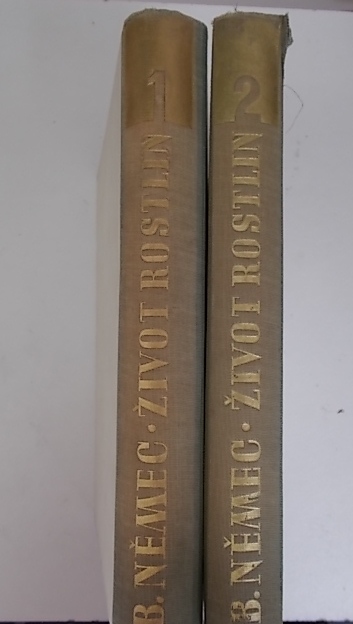 1
B. NĚMEC · ŽIVOT ROSTLIN
2
B. NĚMEC · ŽIVOT ROSTLIN